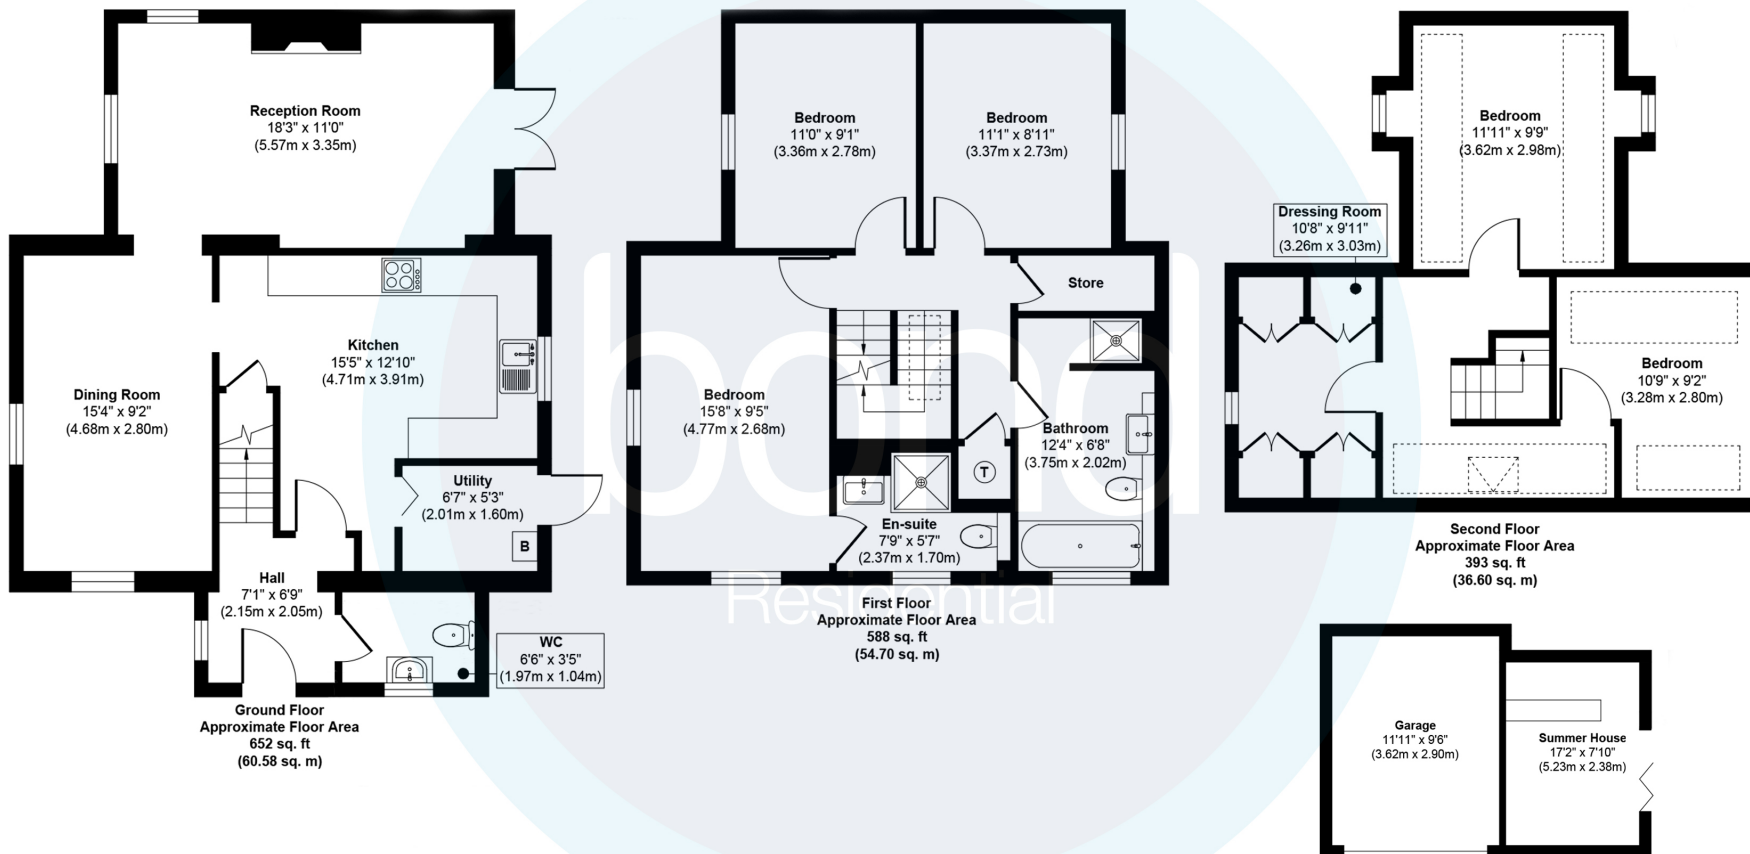 Reception Room
18'3" x 11'0"
(5.57m x 3.35m)
Dining Room
15'4" x 9'2"
(4.68m x 2.80m)
Kitchen
15'5" x 12'10"
(4.71m x 3.91m)
Utility
6'7" x 5'3"
(2.01m x 1.60m)
B
Hall
7'1" x 6'9"
(2.15m x 2.05m)
WC
6'6" x 3'5"
(1.97m x 1.04m)
Ground Floor
Approximate Floor Area
652 sq. ft
(60.58 sq. m)
Bedroom
11'0" x 9'1"
(3.36m x 2.78m)
Bedroom
11'1" x 8'11"
(3.37m x 2.73m)
Store
Bedroom
15'8" x 9'5"
(4.77m x 2.68m)
Bathroom
12'4" x 6'8"
(3.75m x 2.02m)
T
En-suite
7'9" x 5'7"
(2.37m x 1.70m)
First Floor
Approximate Floor Area
588 sq. ft
(54.70 sq. m)
bond
Residential
Bedroom
11'11" x 9'9"
(3.62m x 2.98m)
Dressing Room
10'8" x 9'11"
(3.26m x 3.03m)
Bedroom
10'9" x 9'2"
(3.28m x 2.80m)
Second Floor
Approximate Floor Area
393 sq. ft
(36.60 sq. m)
Garage
11'11" x 9'6"
(3.62m x 2.90m)
Summer House
17'2" x 7'10"
(5.23m x 2.38m)